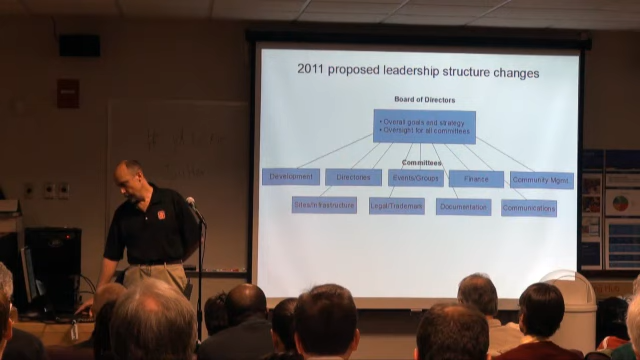 2011 proposed leadership structure changes
Board of Directors
• Overall goals and strategy
• Oversight for all committees
Committees
Development Directories Events/Groups Finance Community Mgmt
Sites/Infrastructure Legal/Trademark Documentation Communications